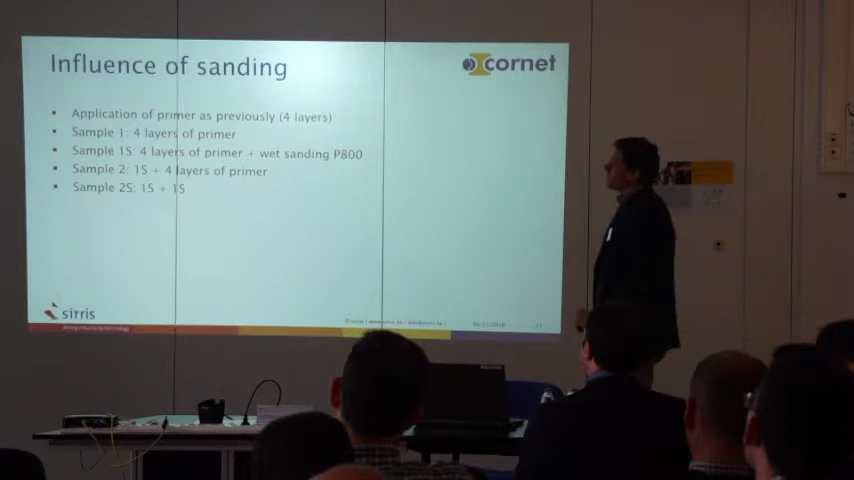 Influence of sanding
cornet
Application of primer as previously (4 layers)
Sample 1: 4 layers of primer
Sample 1S: 4 layers of primer + wet sanding P800
Sample 2: 1S + 4 layers of primer
Sample 2S: 1S + 1S
sirris